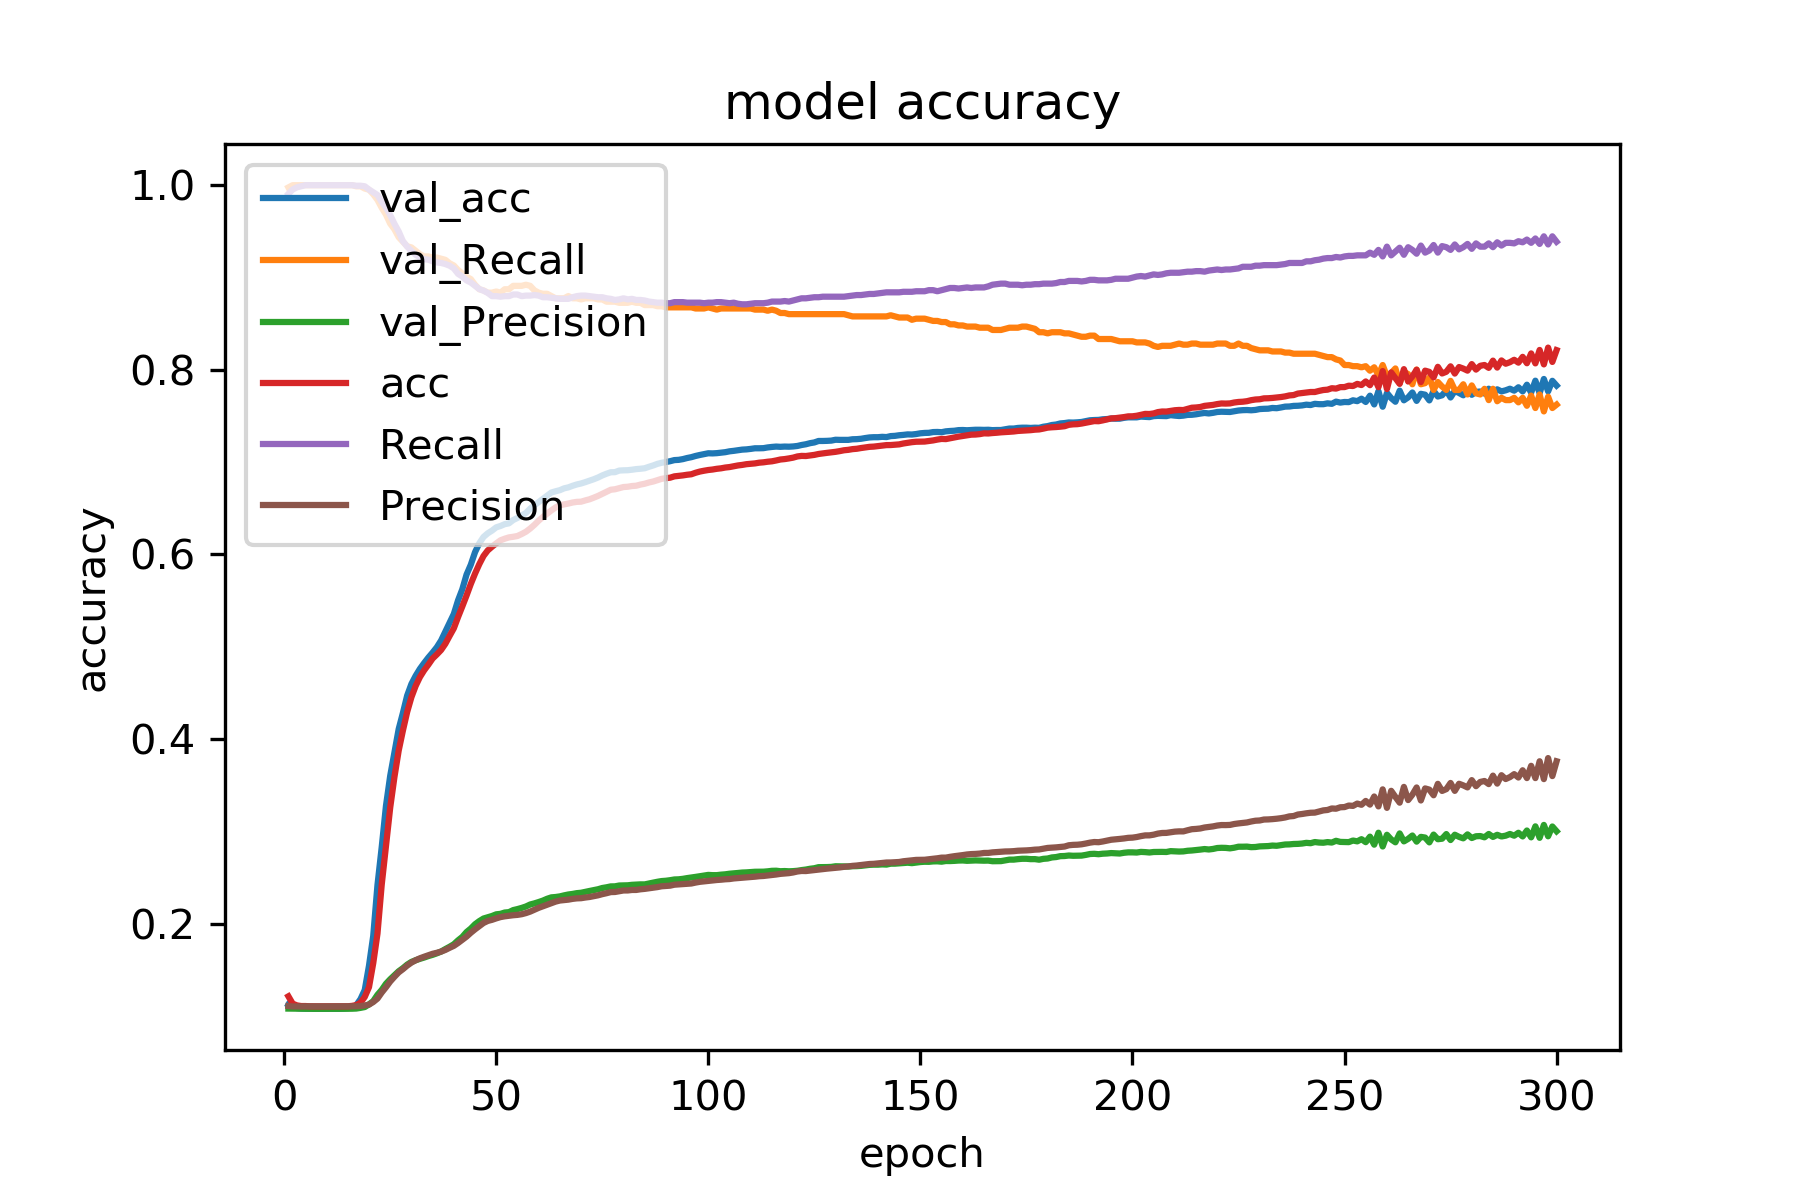 model accuracy
val_acc
val_Recall
val_Precision
acc
Recall
Precision
accuracy
1.0
0.8
0.6
0.4
0.2
0 50 100 150 200 250 300
epoch